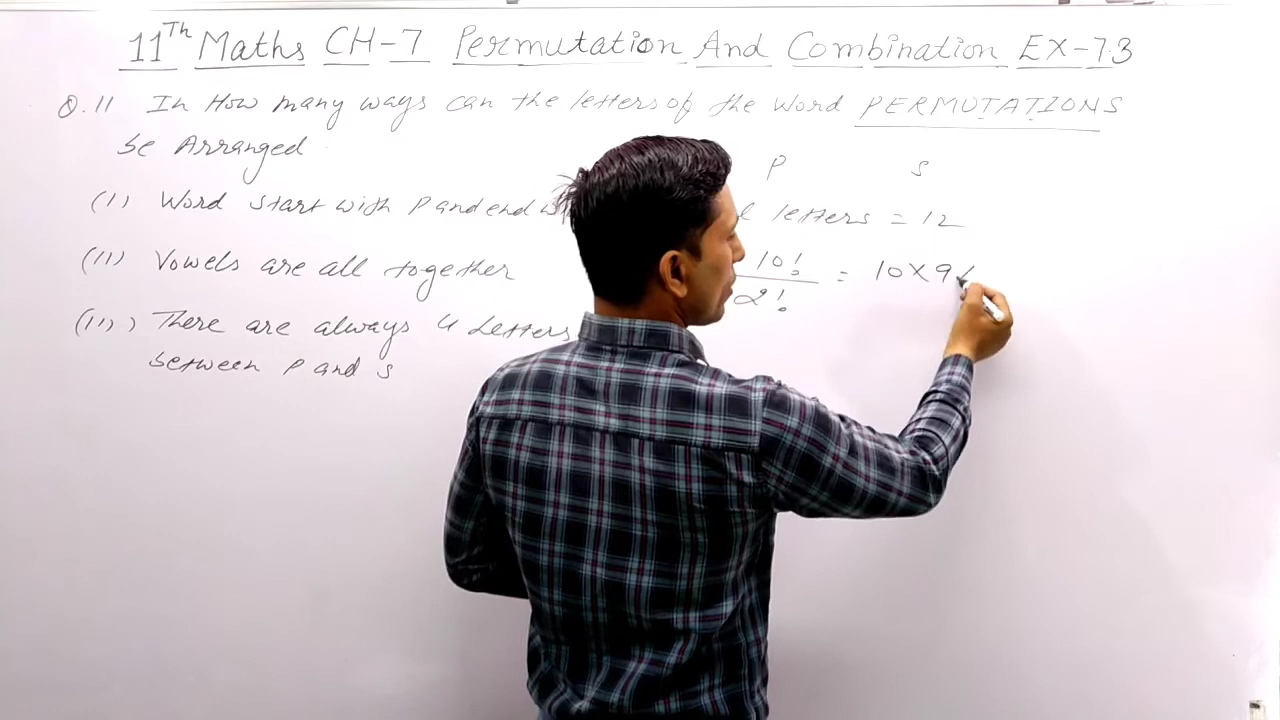 11Th Maths CH-7 Permutation And Combination EX-7.3
Q.11 In How many ways can the letters of the word PERMUTATIONS
be Arranged
P S
(I) Word start with P and end letters = 12
(II) Vowels are all together
10! / 2! = 10×9×
(III) There are always 4 Letters
between P and S